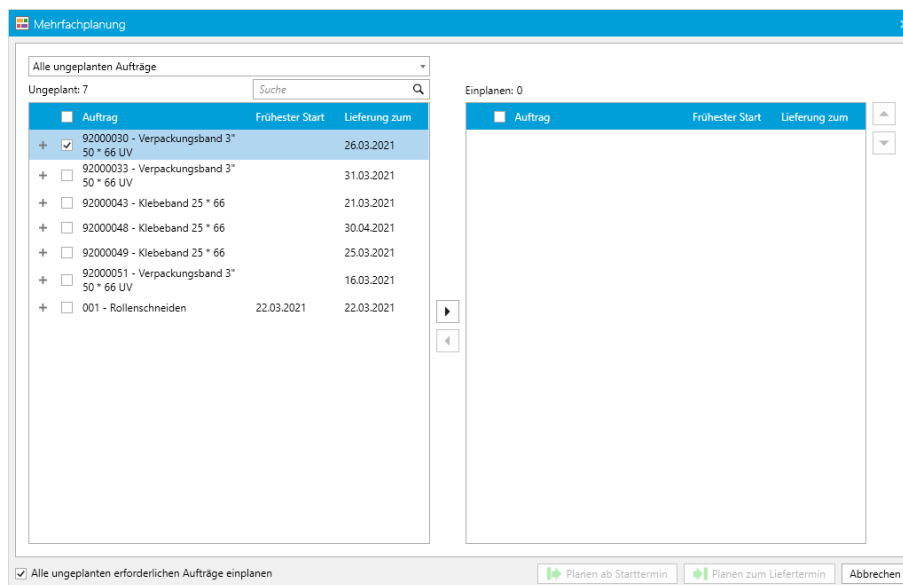 Mehrfachplanung
Alle ungeplanten Aufträge
Ungeplant: 7
Suche
Einplanen: 0
Auftrag Frühester Start Lieferung zum
Auftrag Frühester Start Lieferung zum
92000030 - Verpackungsband 3"
50 * 66 UV
26.03.2021
92000033 - Verpackungsband 3"
50 * 66 UV
31.03.2021
92000043 - Klebeband 25 * 66 21.03.2021
92000048 - Klebeband 25 * 66 30.04.2021
92000049 - Klebeband 25 * 66 25.03.2021
92000051 - Verpackungsband 3"
50 * 66 UV
16.03.2021
001 - Rollenschneiden 22.03.2021 22.03.2021
Alle ungeplanten erforderlichen Aufträge einplanen
Planen ab Starttermin Planen zum Liefertermin Abbrechen